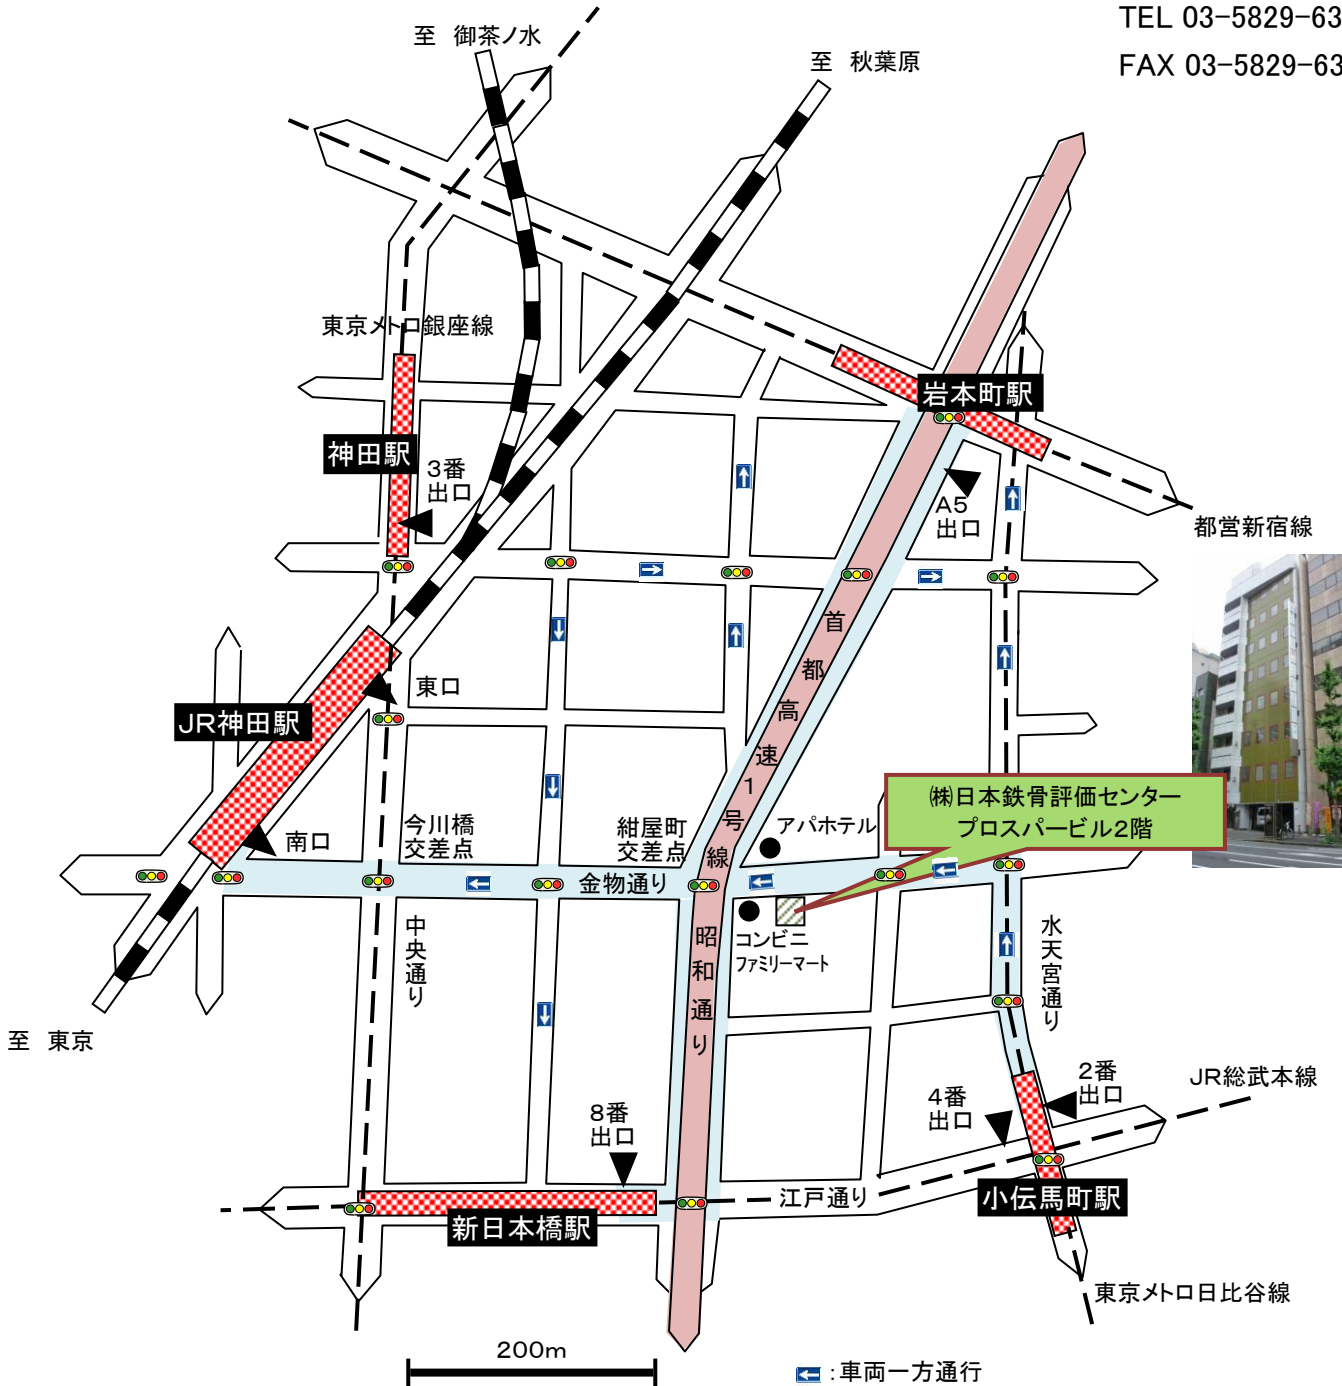 TEL 03-5829-63
FAX 03-5829-63
至 御茶ノ水
至 秋葉原
東京メトロ銀座線
岩本町駅
神田駅
3番
出口
A5
出口
都営新宿線
首都高速1号線
東口
JR神田駅
㈱日本鉄骨評価センター
プロスパービル2階
今川橋
交差点
紺屋町
交差点
アパホテル
南口
金物通り
中央通り
昭和通り
コンビニ
ファミリーマート
水天宮通り
至 東京
2番
出口
JR総武本線
4番
出口
8番
出口
江戸通り
小伝馬町駅
新日本橋駅
東京メトロ日比谷線
200m
:車両一方通行